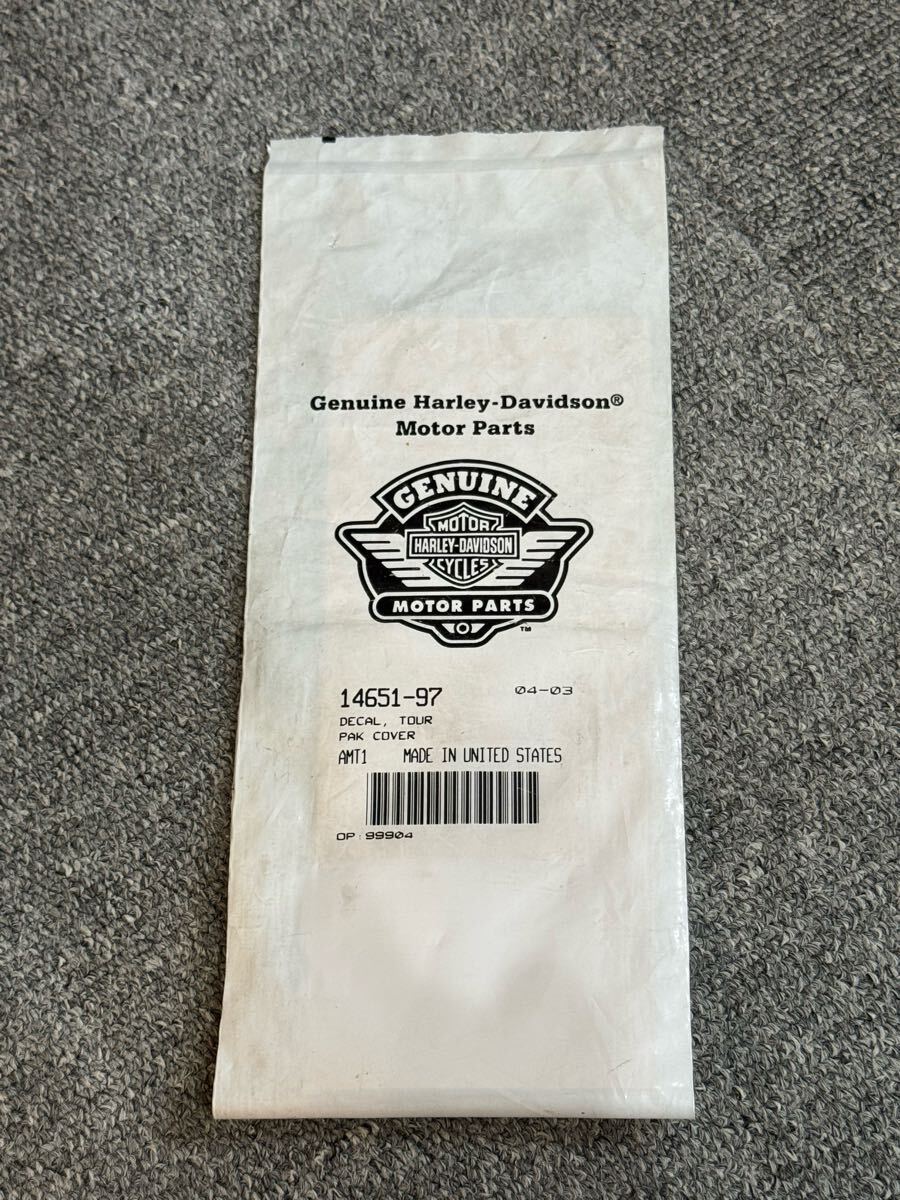 Genuine Harley-Davidson®
Motor Parts
GENUINE
MOTOR
HARLEY-DAVIDSON
CYCLES
MOTOR PARTS
TM
14651-97 04-03
DECAL, TOUR
PAK COVER
AMT1 MADE IN UNITED STATES
OP: 99904